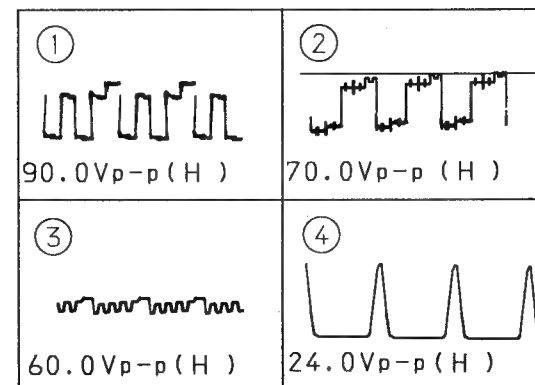 ①
②
90.0Vp-p(H)
70.0Vp-p (H)
③
④
60.0Vp-p(H)
24.0Vp-p(H)